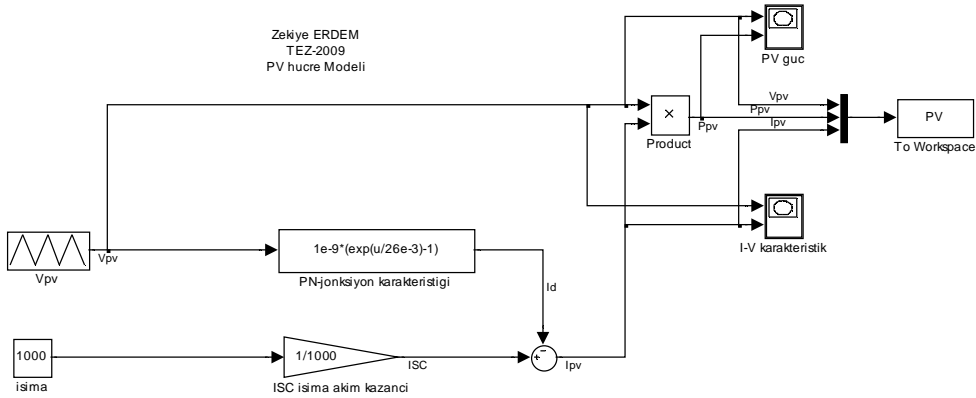 Zekiye ERDEM
TEZ-2009
PV hucre Modeli
PV guc
Vpv
Ppv
Ipv
×
Product
Ppv
PV
To Workspace
I-V karakteristik
Vpv
Vpv
1e-9*(exp(u/26e-3)-1)
PN-jonksiyon karakteristigi
Id
1000
isima
1/1000
ISC isima akim kazanci
ISC
Ipv